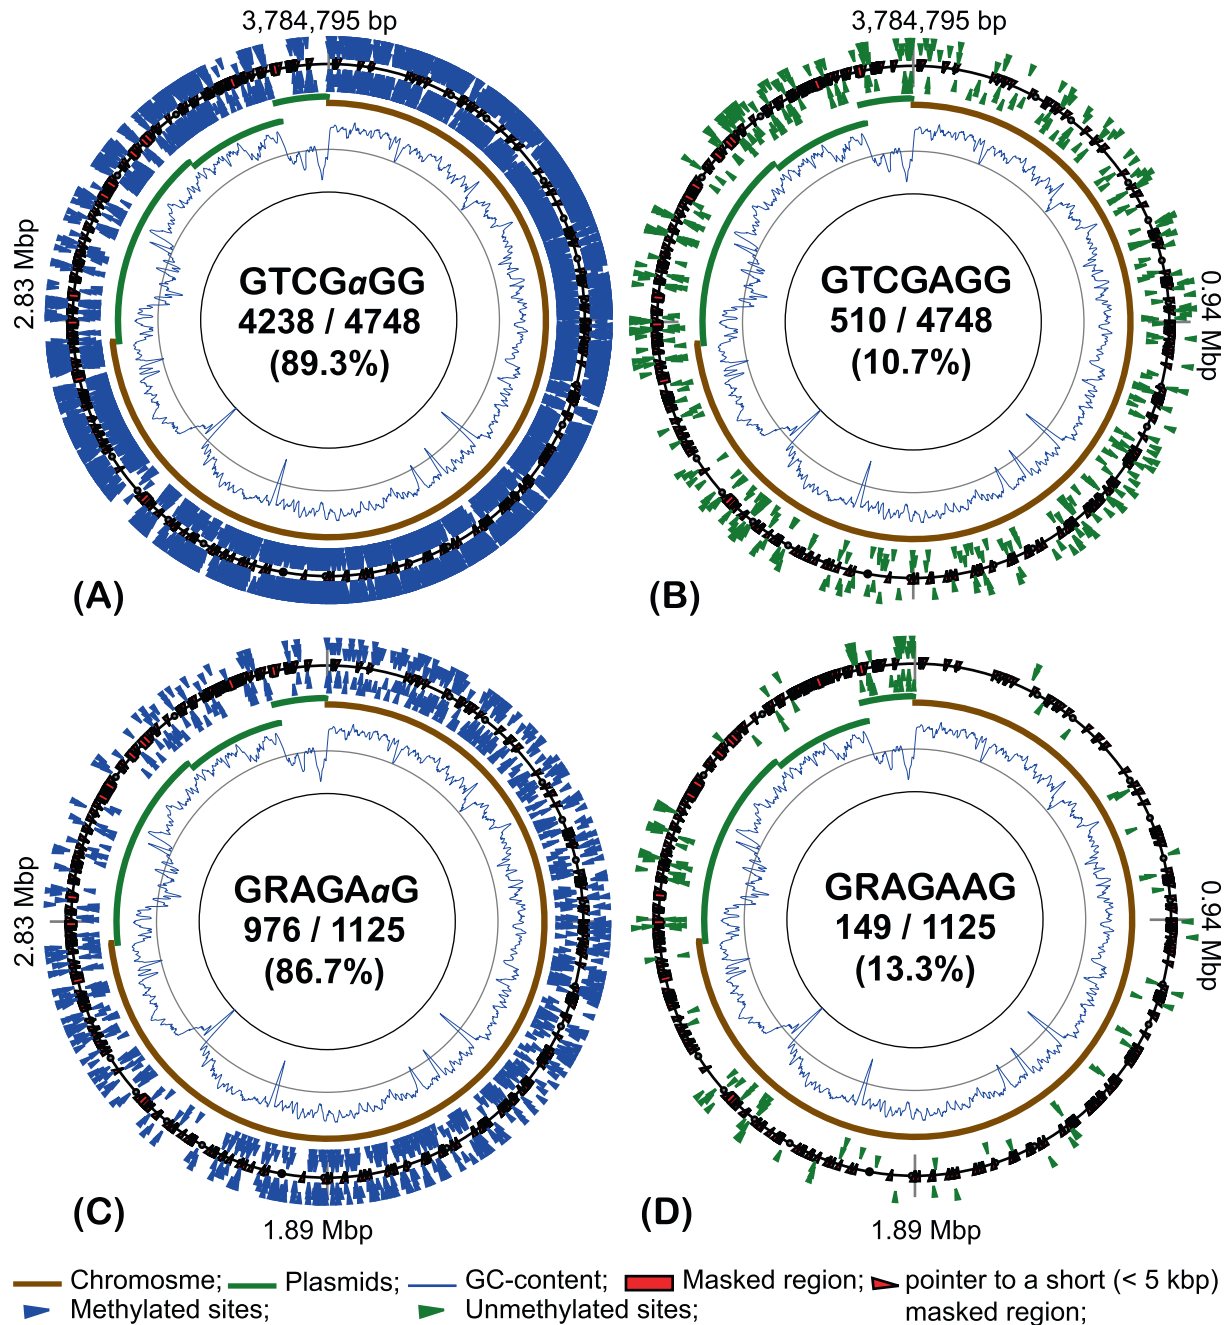 3,784,795 bp
3,784,795 bp
2.83 Mbp
GTCGaGG
4238 / 4748
(89.3%)
GTCGAGG
510 / 4748
(10.7%)
0.94 Mbp
(A)
(B)
2.83 Mbp
GRAGAaG
976 / 1125
(86.7%)
GRAGAAG
149 / 1125
(13.3%)
0.94 Mbp
(C)
(D)
1.89 Mbp
1.89 Mbp
Chromosme; Plasmids; GC-content; Masked region; pointer to a short (< 5 kbp)
Methylated sites; Unmethylated sites; masked region;